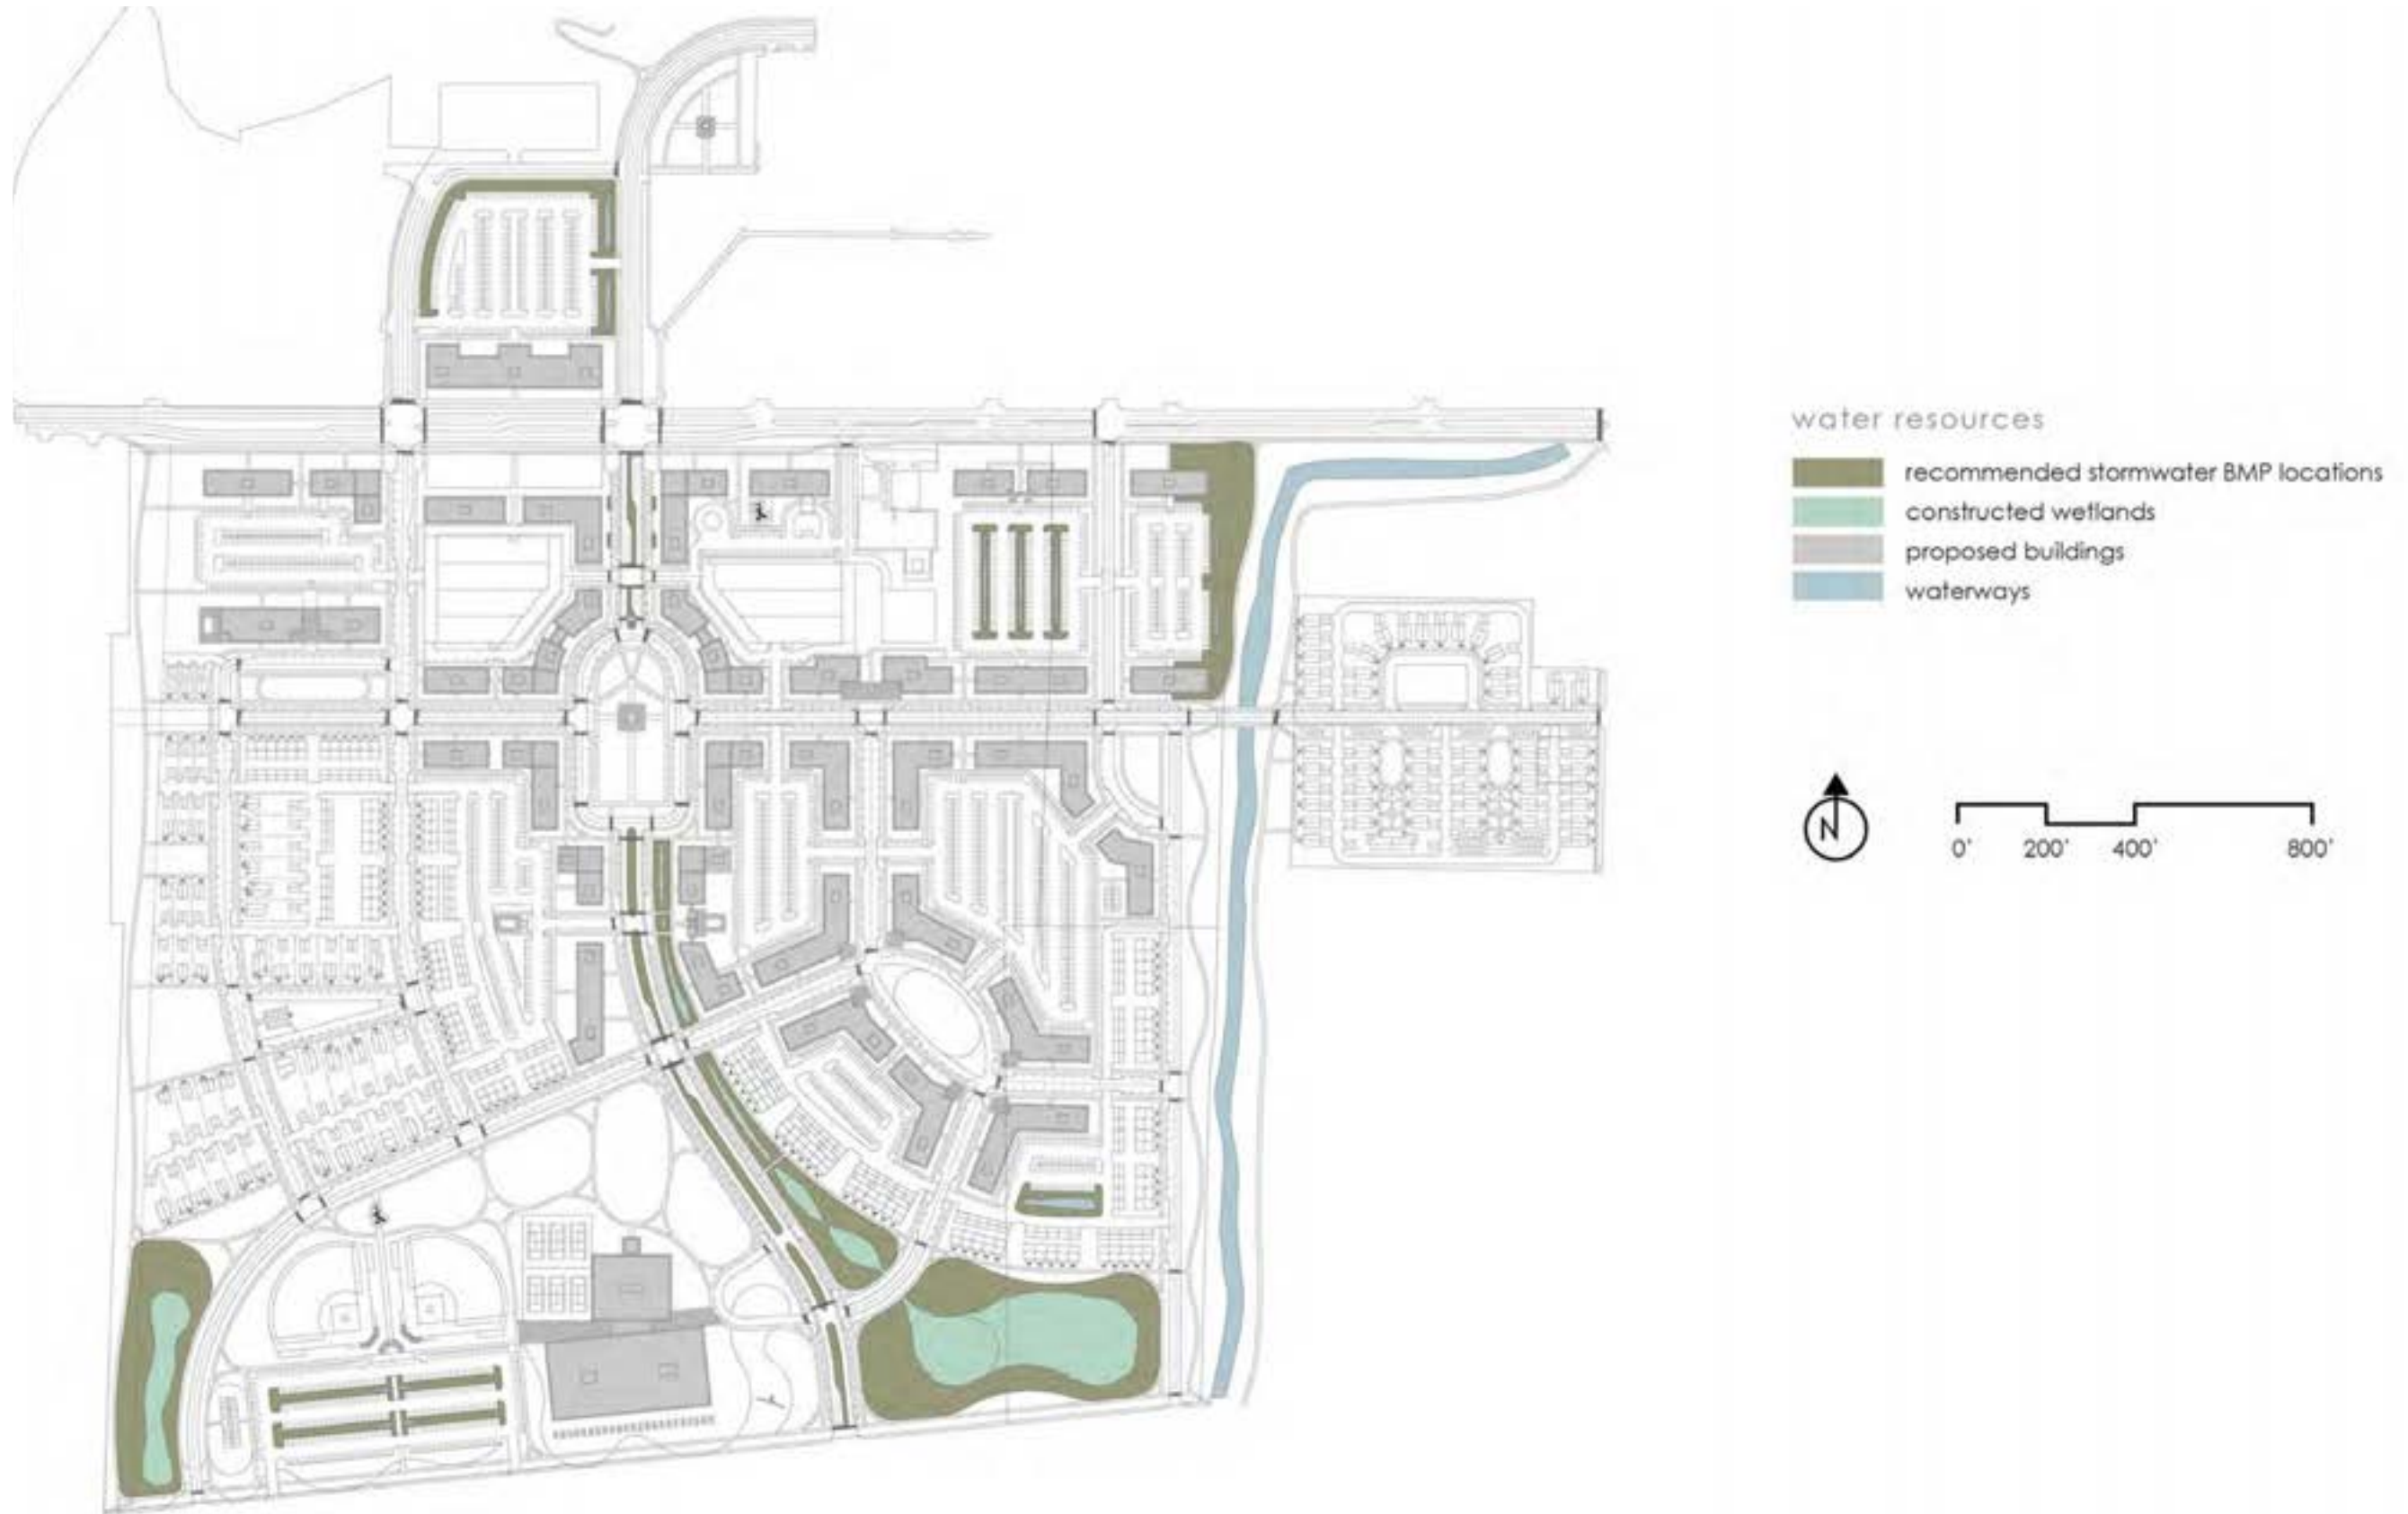 water resources
recommended stormwater BMP locations
constructed wetlands
proposed buildings
waterways
N
0' 200' 400' 800'